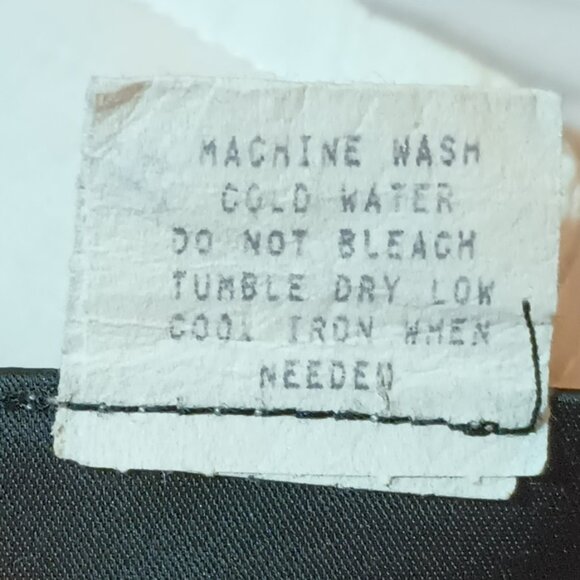 MACHINE WASH
COLD WATER
DO NOT BLEACH
TUMBLE DRY LOW
COOL IRON WHEN
NEEDED